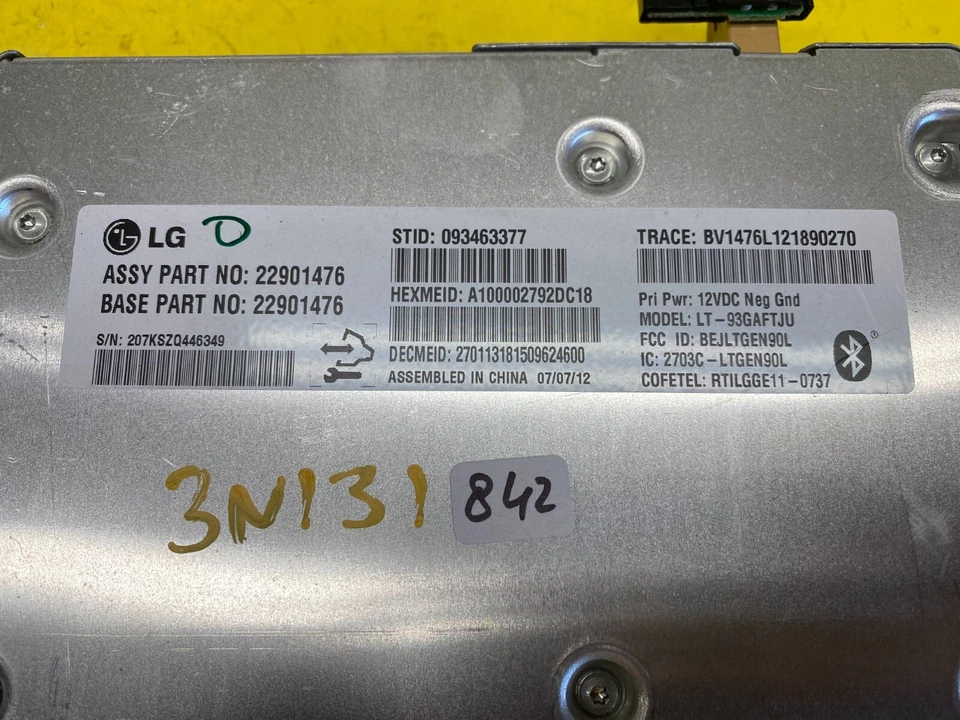 LG D
ASSY PART NO: 22901476
BASE PART NO: 22901476
S/N: 207KSZQ446349
STID: 093463377
HEXMEID: A100002792DC18
DECMEID: 270113181509624600
ASSEMBLED IN CHINA 07/07/12
TRACE: BV1476L121890270
Pri Pwr: 12VDC Neg Gnd
MODEL: LT-93GAFTJU
FCC ID: BEJLTGEN90L
IC: 2703C-LTGEN90L
COFETEL: RTILGGE11-0737
3N131
842